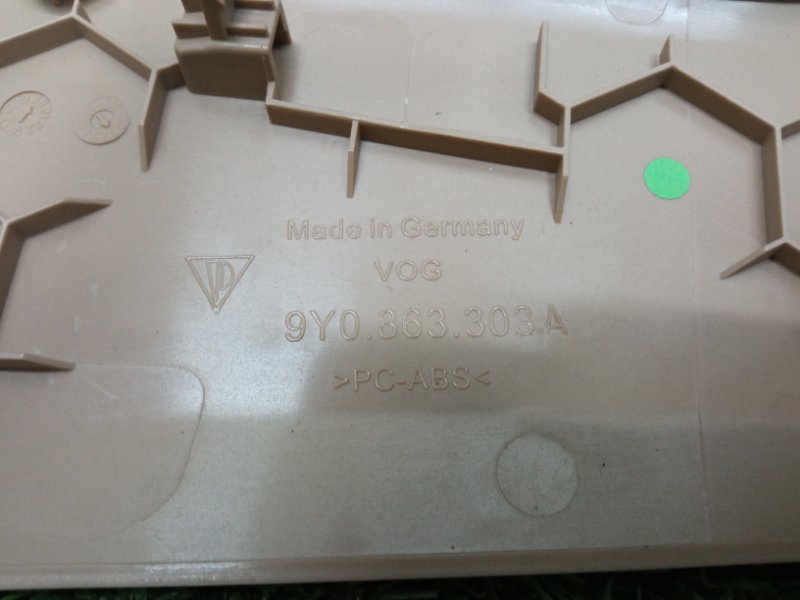 Made in Germany
VOG
9Y0.863.303.A
>PC-ABS<